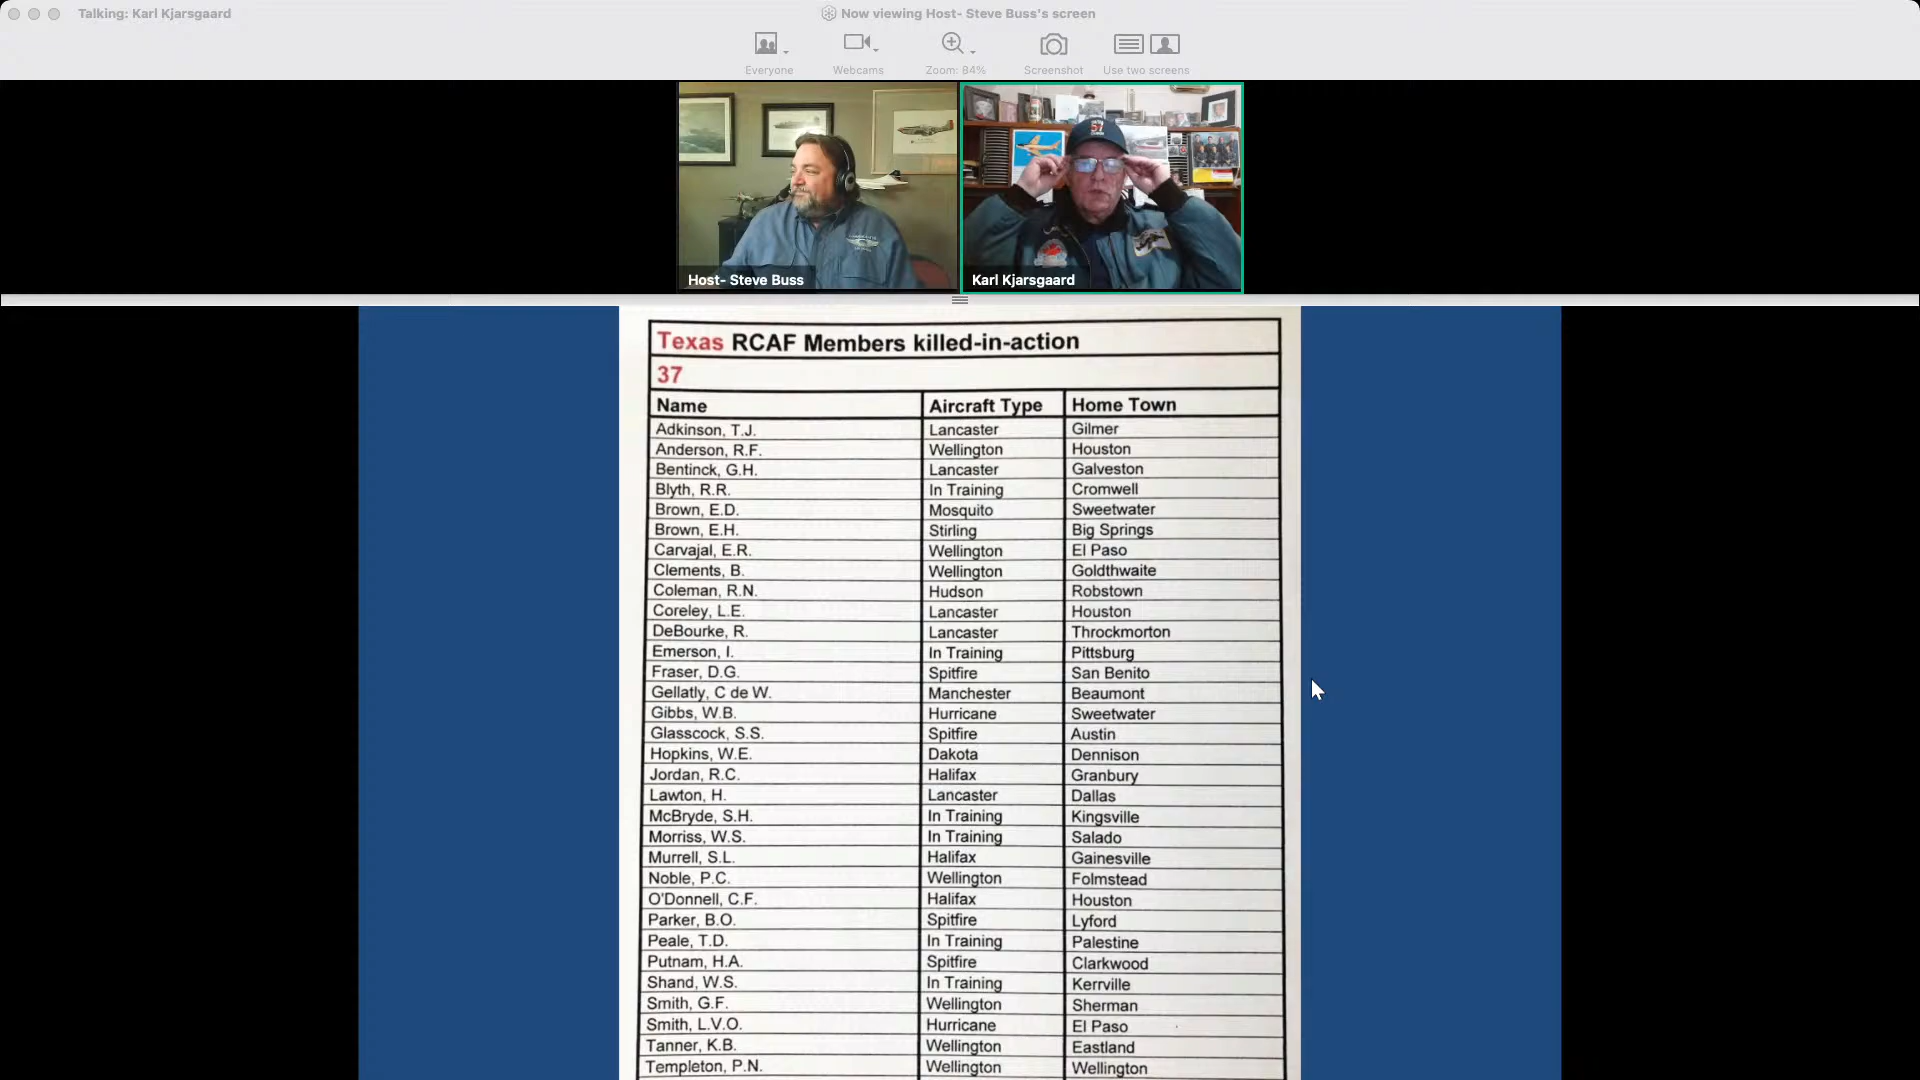 Talking: Karl Kjarsgaard
Now viewing Host- Steve Buss's screen
Everyone
Webcams
Zoom: 84%
Screenshot
Use two screens
57
Host- Steve Buss
Karl Kjarsgaard
Texas RCAF Members killed-in-action
37
Name Aircraft Type Home Town
Adkinson, T.J. Lancaster Gilmer
Anderson, R.F. Wellington Houston
Bentinck, G.H. Lancaster Galveston
Blyth, R.R. In Training Cromwell
Brown, E.D. Mosquito Sweetwater
Brown, E.H. Stirling Big Springs
Carvajal, E.R. Wellington El Paso
Clements, B. Wellington Goldthwaite
Coleman, R.N. Hudson Robstown
Coreley, L.E. Lancaster Houston
DeBourke, R. Lancaster Throckmorton
Emerson, I. In Training Pittsburg
Fraser, D.G. Spitfire San Benito
Gellatly, C de W. Manchester Beaumont
Gibbs, W.B. Hurricane Sweetwater
Glasscock, S.S. Spitfire Austin
Hopkins, W.E. Dakota Dennison
Jordan, R.C. Halifax Granbury
Lawton, H. Lancaster Dallas
McBryde, S.H. In Training Kingsville
Morriss, W.S. In Training Salado
Murrell, S.L. Halifax Gainesville
Noble, P.C. Wellington Folmstead
O'Donnell, C.F. Halifax Houston
Parker, B.O. Spitfire Lyford
Peale, T.D. In Training Palestine
Putnam, H.A. Spitfire Clarkwood
Shand, W.S. In Training Kerrville
Smith, G.F. Wellington Sherman
Smith, L.V.O. Hurricane El Paso
Tanner, K.B. Wellington Eastland
Templeton, P.N. Wellington Wellington